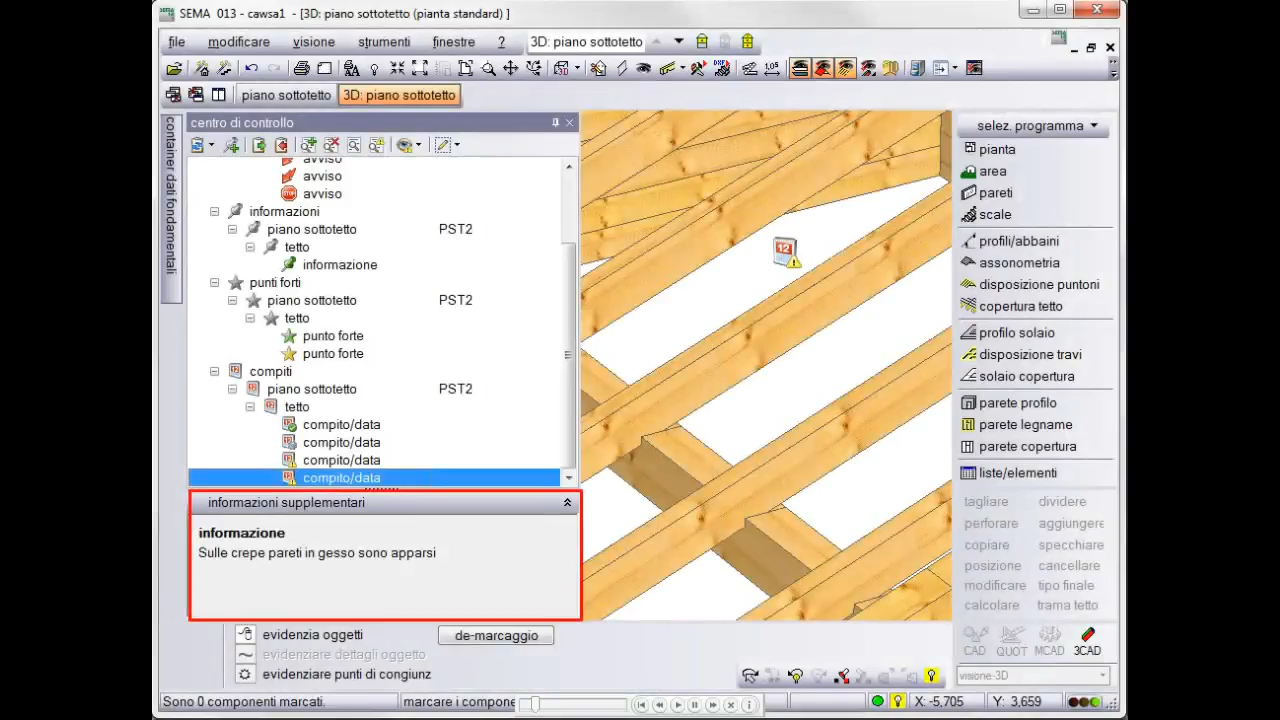 SEMA 013 - cawsa1 - [3D: piano sottotetto (pianta standard) ]
file modificare visione strumenti finestre ? 3D: piano sottotetto
piano sottotetto 3D: piano sottotetto
container dati fondamentali
centro di controllo
avviso
avviso
avviso
informazioni
piano sottotetto PST2
tetto
informazione
punti forti
piano sottotetto PST2
tetto
punto forte
punto forte
compiti
piano sottotetto PST2
tetto
compito/data
compito/data
compito/data
compito/data
informazioni supplementari
informazione
Sulle crepe pareti in gesso sono apparsi
evidenzia oggetti de-marcaggio
evidenziare dettagli oggetto
evidenziare punti di congiunz
12
selez. programma
pianta
area
pareti
scale
profili/abbaini
assonometria
disposizione puntoni
copertura tetto
profilo solaio
disposizione travi
solaio copertura
parete profilo
parete legname
parete copertura
liste/elementi
tagliare dividere
perforare aggiungere
copiare specchiare
posizione cancellare
modificare tipo finale
calcolare trama tetto
CAD QUOT MCAD 3CAD
visione-3D
Sono 0 componenti marcati. marcare i compone X: -5,705 Y: 3,659